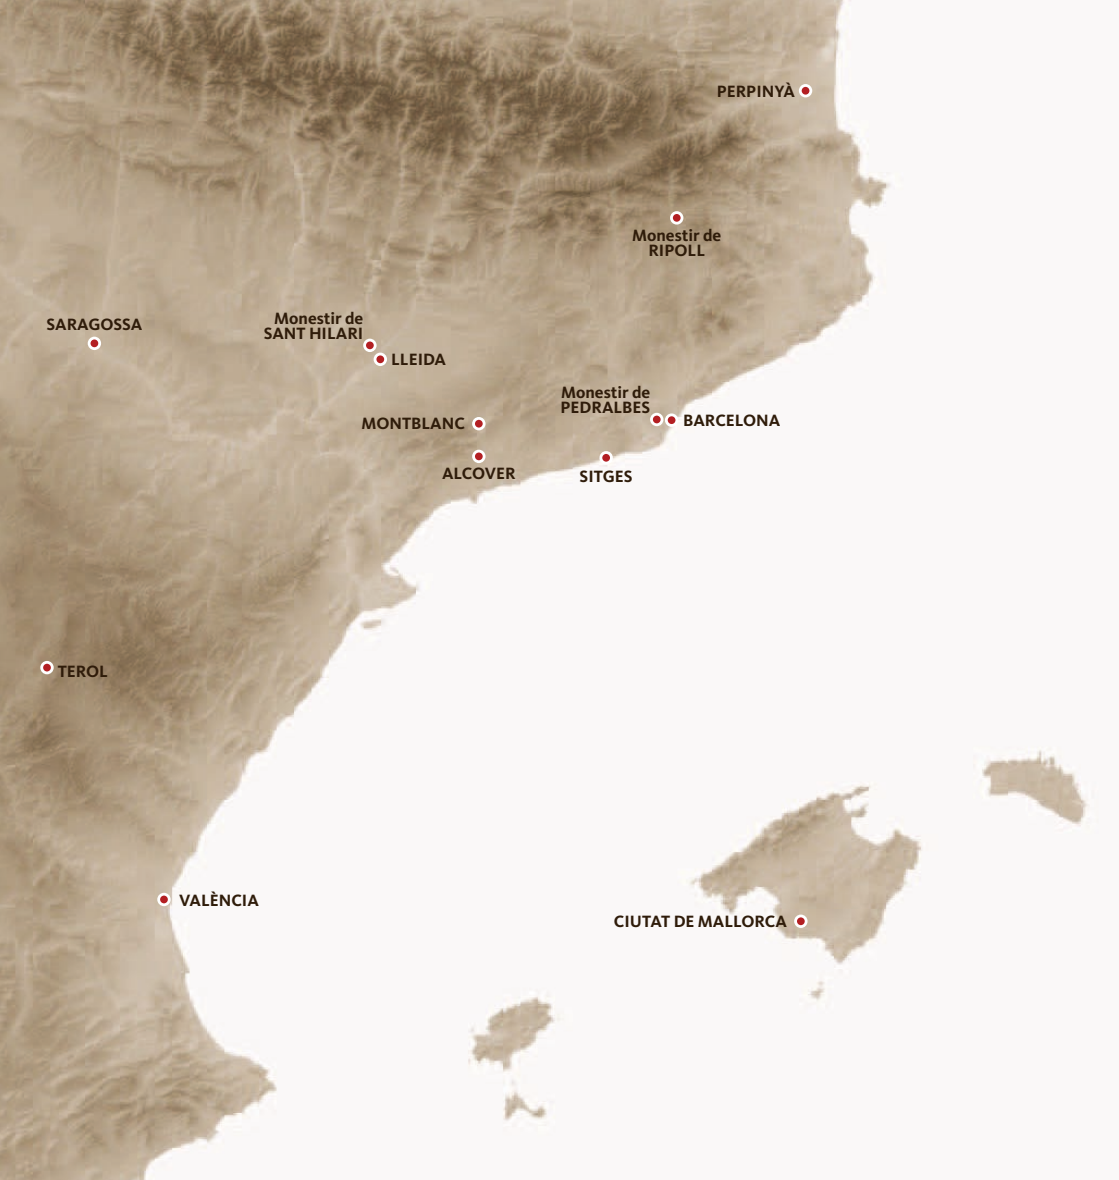 PERPINYÀ
Monestir de
RIPOLL
SARAGOSSA
Monestir de
SANT HILARI
LLEIDA
Monestir de
PEDRALBES
MONTBLANC
BARCELONA
ALCOVER
SITGES
TEROL
VALÈNCIA
CIUTAT DE MALLORCA